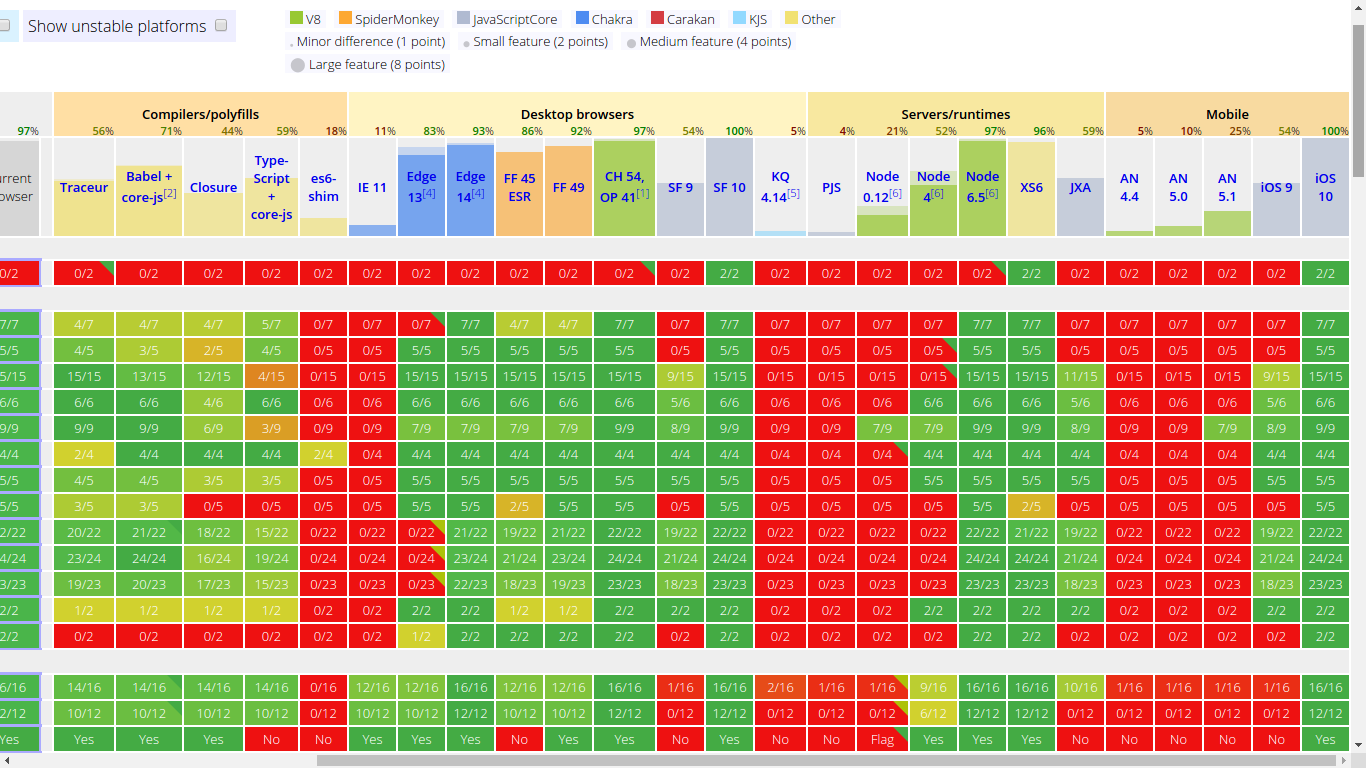 Show unstable platforms
V8 SpiderMonkey JavaScriptCore Chakra Carakan KJS Other
Minor difference (1 point) Small feature (2 points) Medium feature (4 points)
Large feature (8 points)
Compilers/polyfills Desktop browsers Servers/runtimes Mobile
97% 56% 71% 44% 59% 18% 11% 83% 93% 86% 92% 97% 54% 100% 5% 4% 21% 52% 97% 96% 59% 5% 10% 25% 54% 100%
urrent
owser
Traceur
Babel +
core-js[2]
Closure
Type-
Script
+
core-js
es6-
shim
IE 11
Edge
13[4]
Edge
14[4]
FF 45
ESR
FF 49
CH 54,
OP 41[1]
SF 9
SF 10
KQ
4.14[5]
PJS
Node
0.12[6]
Node
4[6]
Node
6.5[6]
XS6
JXA
AN
4.4
AN
5.0
AN
5.1
iOS 9
iOS
10
0/2 0/2 0/2 0/2 0/2 0/2 0/2 0/2 0/2 0/2 0/2 0/2 0/2 2/2 0/2 0/2 0/2 0/2 0/2 2/2 0/2 0/2 0/2 0/2 0/2 2/2
7/7 4/7 4/7 4/7 5/7 0/7 0/7 0/7 7/7 4/7 4/7 7/7 0/7 7/7 0/7 0/7 0/7 0/7 7/7 7/7 0/7 0/7 0/7 0/7 0/7 7/7
5/5 4/5 3/5 2/5 4/5 0/5 0/5 5/5 5/5 5/5 5/5 5/5 0/5 5/5 0/5 0/5 0/5 0/5 5/5 5/5 0/5 0/5 0/5 0/5 0/5 5/5
5/15 15/15 13/15 12/15 4/15 0/15 0/15 15/15 15/15 15/15 15/15 15/15 9/15 15/15 0/15 0/15 0/15 0/15 15/15 15/15 11/15 0/15 0/15 0/15 9/15 15/15
6/6 6/6 6/6 4/6 6/6 0/6 0/6 6/6 6/6 6/6 6/6 6/6 5/6 6/6 0/6 0/6 0/6 6/6 6/6 6/6 5/6 0/6 0/6 0/6 5/6 6/6
9/9 9/9 9/9 6/9 3/9 0/9 0/9 7/9 7/9 7/9 7/9 9/9 8/9 9/9 0/9 0/9 7/9 7/9 9/9 9/9 8/9 0/9 0/9 7/9 8/9 9/9
4/4 2/4 4/4 4/4 4/4 2/4 0/4 4/4 4/4 4/4 4/4 4/4 4/4 4/4 0/4 0/4 0/4 4/4 4/4 4/4 4/4 0/4 0/4 0/4 4/4 4/4
5/5 4/5 4/5 3/5 3/5 0/5 0/5 5/5 5/5 5/5 5/5 5/5 5/5 5/5 0/5 0/5 0/5 5/5 5/5 5/5 5/5 0/5 0/5 0/5 5/5 5/5
5/5 3/5 3/5 0/5 0/5 0/5 0/5 5/5 5/5 2/5 5/5 5/5 0/5 5/5 0/5 0/5 0/5 5/5 5/5 2/5 0/5 0/5 0/5 0/5 0/5 5/5
2/22 20/22 21/22 18/22 15/22 0/22 0/22 0/22 21/22 19/22 21/22 22/22 19/22 22/22 0/22 0/22 0/22 0/22 22/22 21/22 19/22 0/22 0/22 0/22 19/22 22/22
4/24 23/24 24/24 16/24 19/24 0/24 0/24 0/24 23/24 21/24 23/24 24/24 21/24 24/24 0/24 0/24 0/24 0/24 24/24 24/24 21/24 0/24 0/24 0/24 21/24 24/24
3/23 19/23 20/23 17/23 15/23 0/23 0/23 0/23 22/23 18/23 19/23 23/23 18/23 23/23 0/23 0/23 0/23 0/23 23/23 23/23 18/23 0/23 0/23 0/23 18/23 23/23
2/2 1/2 1/2 1/2 1/2 0/2 0/2 2/2 2/2 1/2 1/2 2/2 2/2 2/2 0/2 0/2 0/2 2/2 2/2 2/2 2/2 0/2 0/2 0/2 2/2 2/2
2/2 0/2 0/2 0/2 0/2 0/2 0/2 1/2 2/2 2/2 2/2 2/2 0/2 2/2 0/2 0/2 0/2 0/2 2/2 2/2 0/2 0/2 0/2 0/2 0/2 2/2
6/16 14/16 14/16 14/16 14/16 0/16 12/16 12/16 16/16 12/16 12/16 16/16 1/16 16/16 2/16 1/16 1/16 9/16 16/16 16/16 10/16 1/16 1/16 1/16 1/16 16/16
2/12 10/12 10/12 10/12 10/12 0/12 10/12 10/12 12/12 10/12 10/12 12/12 0/12 12/12 0/12 0/12 0/12 6/12 12/12 12/12 0/12 0/12 0/12 0/12 0/12 12/12
Yes Yes Yes Yes No No Yes Yes Yes No Yes Yes No Yes No No Flag Yes Yes Yes No No No No No Yes